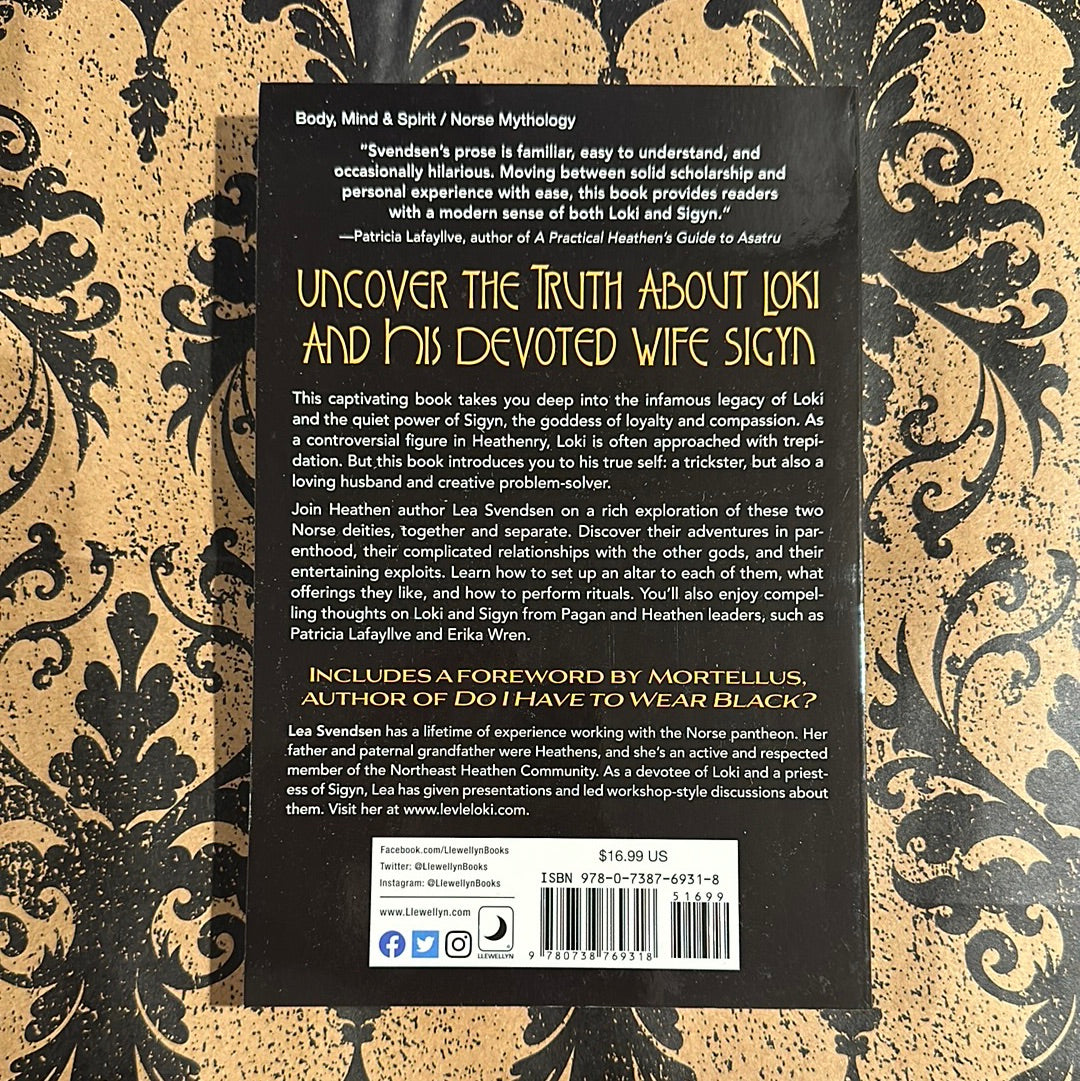 Body, Mind & Spirit / Norse Mythology
"Svendsen's prose is familiar, easy to understand, and
occasionally hilarious. Moving between solid scholarship and
personal experience with ease, this book provides readers
with a modern sense of both Loki and Sigyn."
—Patricia Lafayllve, author of A Practical Heathen's Guide to Asatru
UNCOVER THE TRUTH ABOUT LOKI
AND HIS DEVOTED WIFE SIGYN
This captivating book takes you deep into the infamous legacy of Loki
and the quiet power of Sigyn, the goddess of loyalty and compassion. As
a controversial figure in Heathenry, Loki is often approached with trepi-
dation. But this book introduces you to his true self: a trickster, but also a
loving husband and creative problem-solver.
Join Heathen author Lea Svendsen on a rich exploration of these two
Norse deities, together and separate. Discover their adventures in par-
enthood, their complicated relationships with the other gods, and their
entertaining exploits. Learn how to set up an altar to each of them, what
offerings they like, and how to perform rituals. You'll also enjoy compel-
ling thoughts on Loki and Sigyn from Pagan and Heathen leaders, such as
Patricia Lafayllve and Erika Wren.
INCLUDES A FOREWORD BY MORTELLUS,
AUTHOR OF DO I HAVE TO WEAR BLACK?
Lea Svendsen has a lifetime of experience working with the Norse pantheon. Her
father and paternal grandfather were Heathens, and she's an active and respected
member of the Northeast Heathen Community. As a devotee of Loki and a priest-
ess of Sigyn, Lea has given presentations and led workshop-style discussions about
them. Visit her at www.levleloki.com.
Facebook.com/LlewellynBooks
Twitter: @LlewellynBooks
Instagram: @LlewellynBooks
www.Llewellyn.com
LLEWELLYN
$16.99 US
ISBN 978-0-7387-6931-8
51699
9 780738 769318